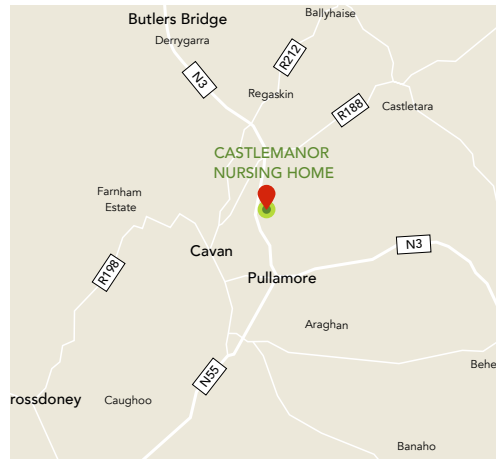 Ballyhaise
Butlers Bridge
Derrygarra
R212
N3
Regaskin
R188
Castletara
CASTLEMANOR
NURSING HOME
Farnham
Estate
Cavan
N3
R198
Pullamore
Araghan
Behe
N55
rossdoney
Caughoo
Banaho